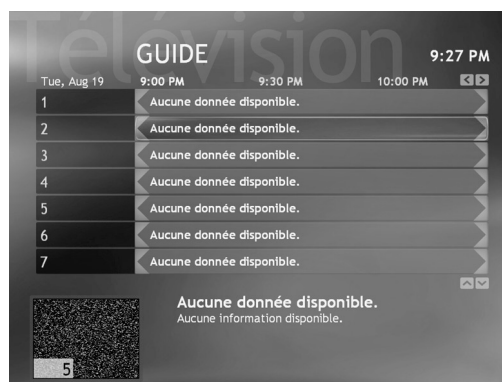 Télévision
GUIDE
9:27 PM
Tue, Aug 19 9:00 PM 9:30 PM 10:00 PM
1 Aucune donnée disponible.
2 Aucune donnée disponible.
3 Aucune donnée disponible.
4 Aucune donnée disponible.
5 Aucune donnée disponible.
6 Aucune donnée disponible.
7 Aucune donnée disponible.
Aucune donnée disponible.
Aucune information disponible.
5